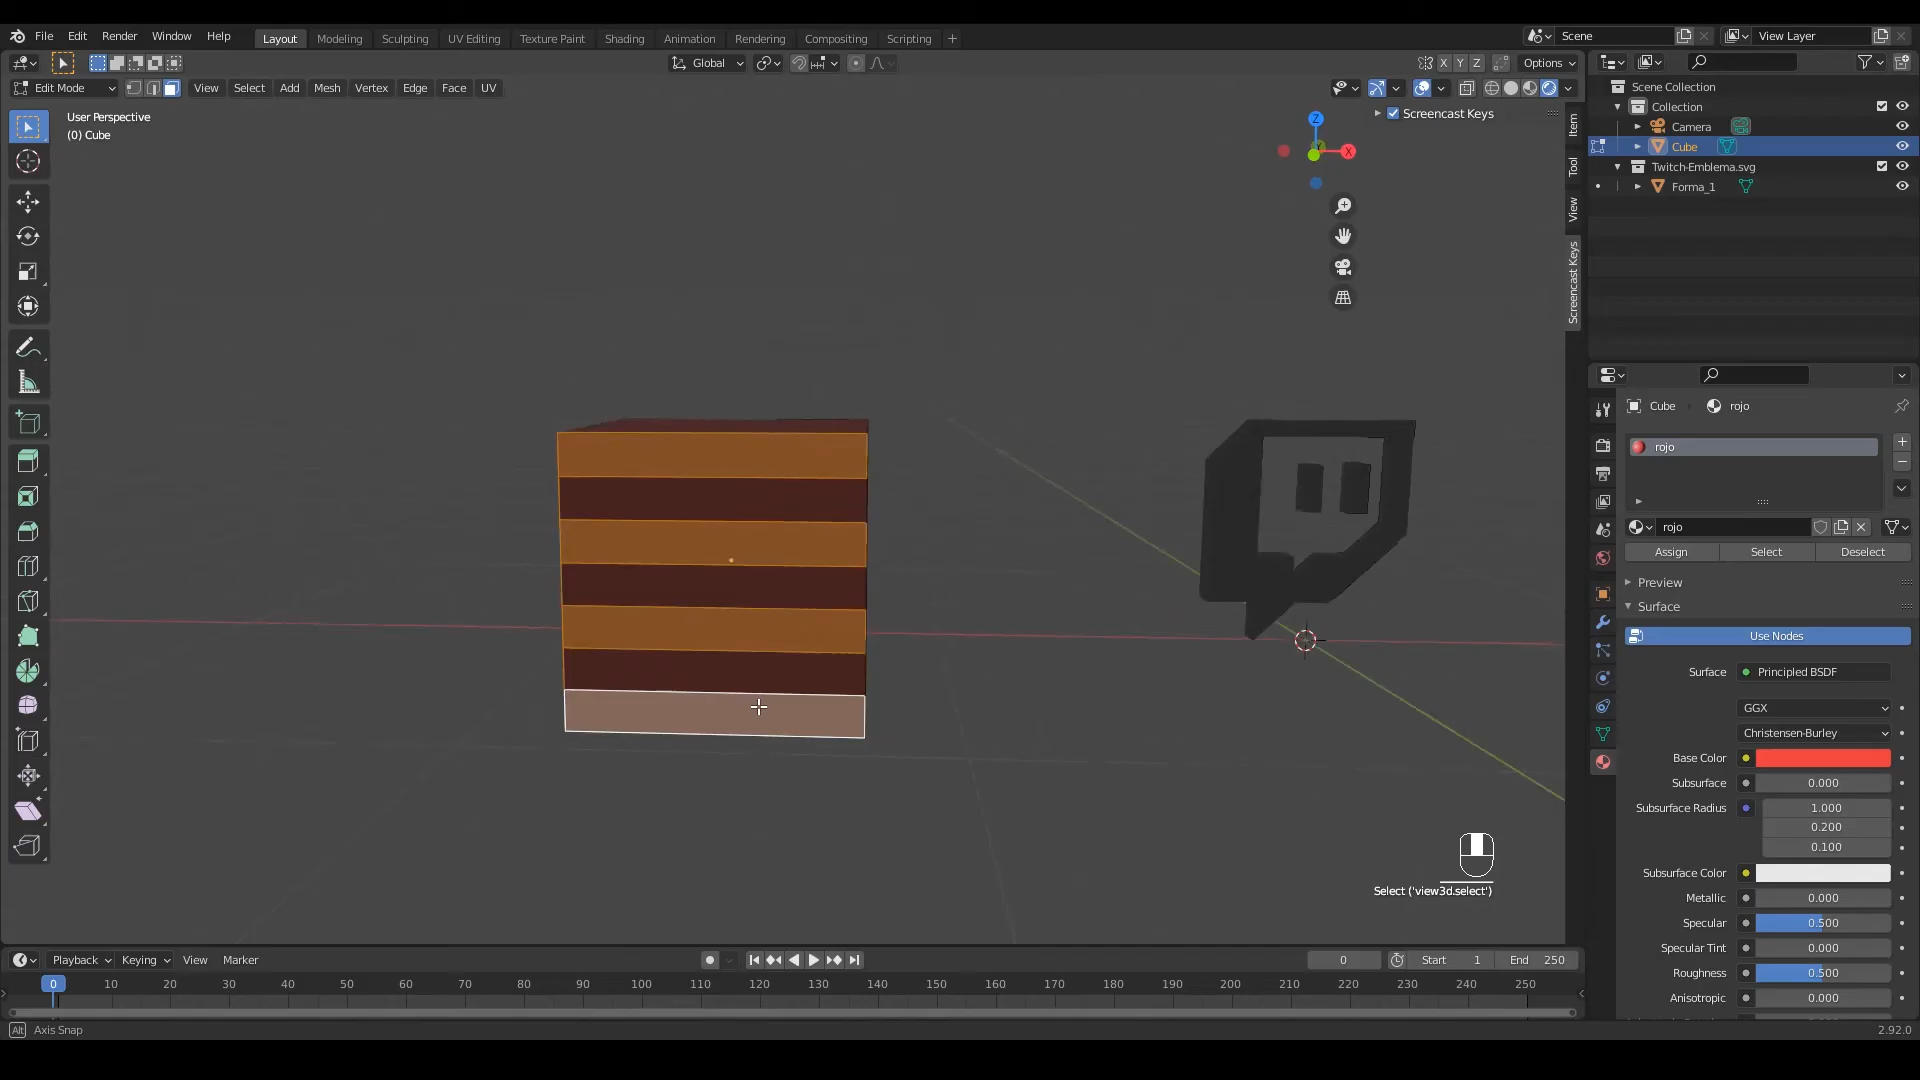 File Edit Render Window Help Layout Modeling Sculpting UV Editing Texture Paint Shading Animation Rendering Compositing Scripting + Scene View Layer
Global X Y Z Options
Edit Mode View Select Add Mesh Vertex Edge Face UV
User Perspective
(0) Cube
Screencast Keys
Z
X
Item
Tool
View
Screencast Keys
Scene Collection
Collection
Camera
Cube
Twitch-Emblema.svg
Forma_1
Cube rojo
rojo
rojo
Assign Select Deselect
Preview
Surface
Use Nodes
Surface Principled BSDF
GGX
Christensen-Burley
Base Color
Subsurface 0.000
Subsurface Radius 1.000
0.200
0.100
Subsurface Color
Metallic 0.000
Specular 0.500
Specular Tint 0.000
Roughness 0.500
Anisotropic 0.000
Select ('view3d.select')
Playback Keying View Marker 0 Start 1 End 250
0 10 20 30 40 50 60 70 80 90 100 110 120 130 140 150 160 170 180 190 200 210 220 230 240 250
Alt Axis Snap 2.92.0